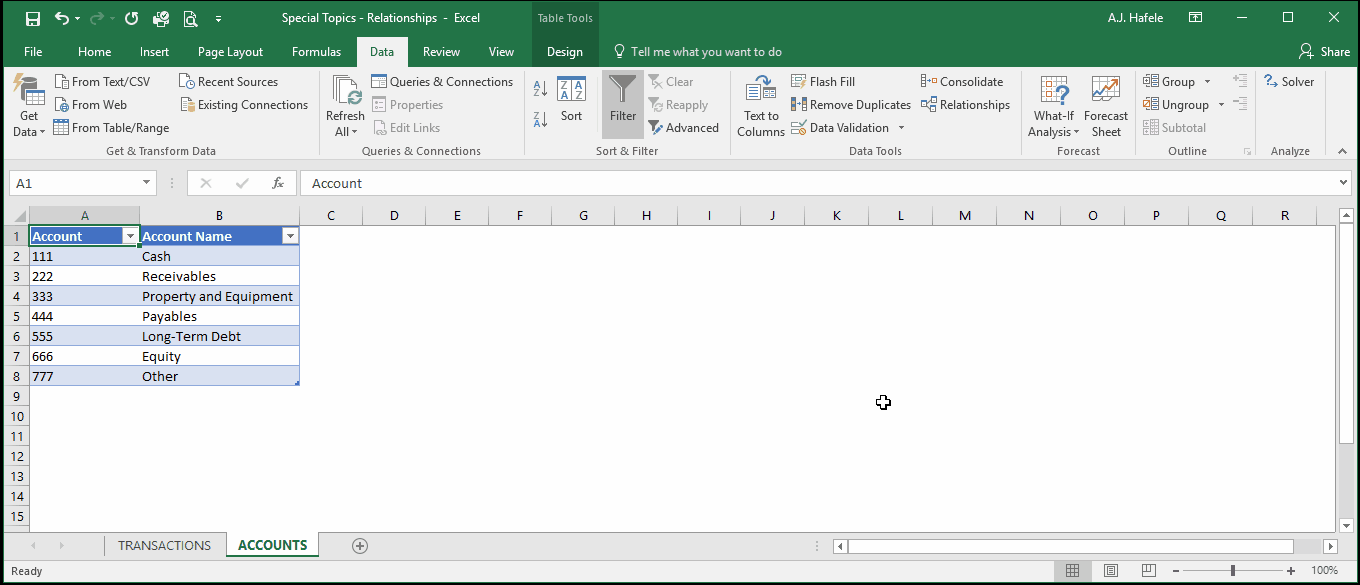 Special Topics - Relationships - Excel
Table Tools
A.J. Hafele
File Home Insert Page Layout Formulas Data Review View Design Tell me what you want to do Share
Get Data
From Text/CSV
From Web
From Table/Range
Recent Sources
Existing Connections
Get & Transform Data
Refresh All
Queries & Connections
Properties
Edit Links
Queries & Connections
A Z
Z A
Z A A Z
Sort
Filter
Clear
Reapply
Advanced
Sort & Filter
Text to Columns
Flash Fill
Remove Duplicates
Data Validation
Consolidate
Relationships
Data Tools
What-If Analysis
Forecast Sheet
Forecast
Group
Ungroup
Subtotal
Outline
Solver
Analyze
A1 fx Account
A B C D E F G H I J K L M N O P Q R
1 Account Account Name
2 111 Cash
3 222 Receivables
4 333 Property and Equipment
5 444 Payables
6 555 Long-Term Debt
7 666 Equity
8 777 Other
9
10
11
12
13
14
15
TRANSACTIONS ACCOUNTS
Ready 100%